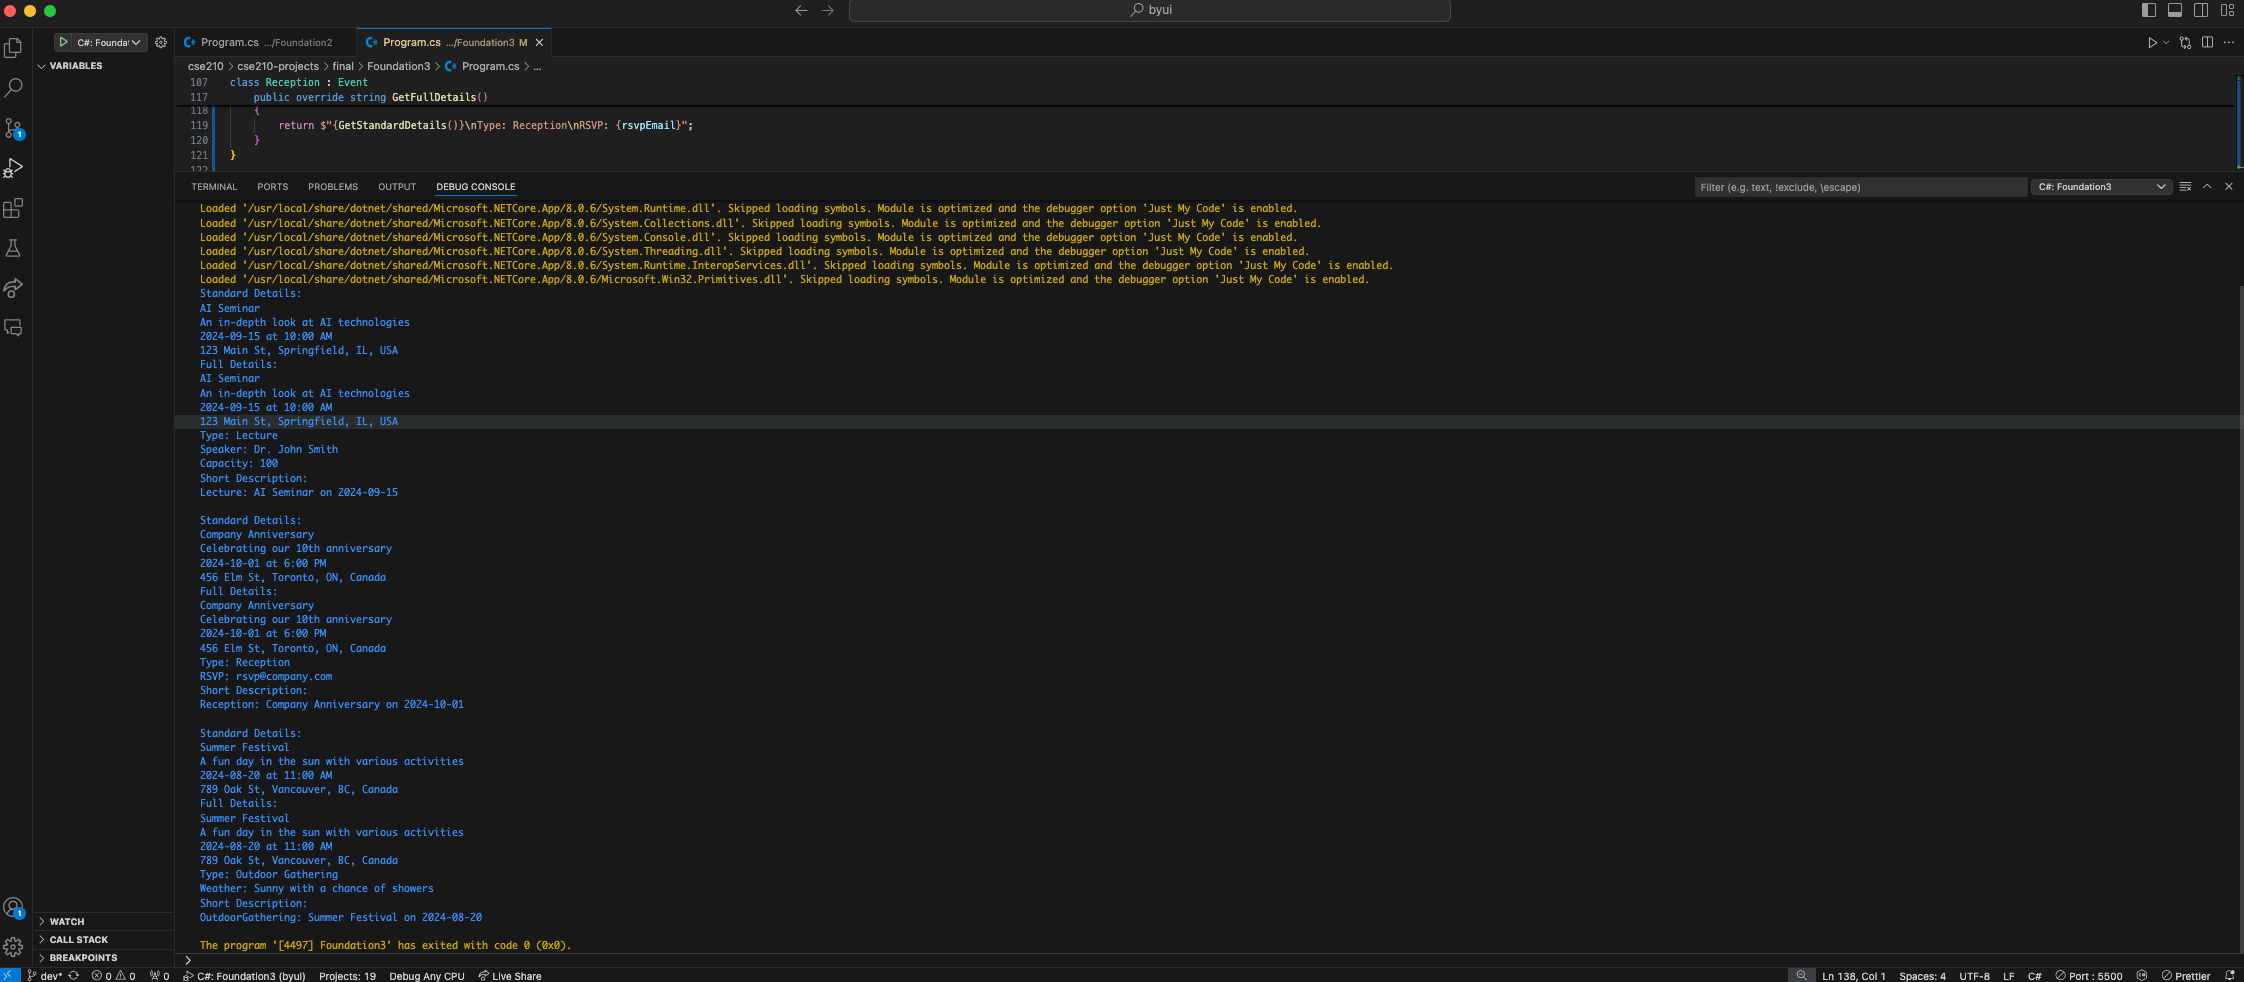 byui
C#: Founda
Program.cs .../Foundation2
Program.cs .../Foundation3 M
VARIABLES
cse210 > cse210-projects > final > Foundation3 > Program.cs > ...
107 class Reception : Event
117 public override string GetFullDetails()
118 {
119 return $"{GetStandardDetails()}\nType: Reception\nRSVP: {rsvpEmail}";
120 }
121 }
122
TERMINAL PORTS PROBLEMS OUTPUT DEBUG CONSOLE
Filter (e.g. text, !exclude, \escape)
C#: Foundation3
Loaded '/usr/local/share/dotnet/shared/Microsoft.NETCore.App/8.0.6/System.Runtime.dll'. Skipped loading symbols. Module is optimized and the debugger option 'Just My Code' is enabled.
Loaded '/usr/local/share/dotnet/shared/Microsoft.NETCore.App/8.0.6/System.Collections.dll'. Skipped loading symbols. Module is optimized and the debugger option 'Just My Code' is enabled.
Loaded '/usr/local/share/dotnet/shared/Microsoft.NETCore.App/8.0.6/System.Console.dll'. Skipped loading symbols. Module is optimized and the debugger option 'Just My Code' is enabled.
Loaded '/usr/local/share/dotnet/shared/Microsoft.NETCore.App/8.0.6/System.Threading.dll'. Skipped loading symbols. Module is optimized and the debugger option 'Just My Code' is enabled.
Loaded '/usr/local/share/dotnet/shared/Microsoft.NETCore.App/8.0.6/System.Runtime.InteropServices.dll'. Skipped loading symbols. Module is optimized and the debugger option 'Just My Code' is enabled.
Loaded '/usr/local/share/dotnet/shared/Microsoft.NETCore.App/8.0.6/Microsoft.Win32.Primitives.dll'. Skipped loading symbols. Module is optimized and the debugger option 'Just My Code' is enabled.
Standard Details:
AI Seminar
An in-depth look at AI technologies
2024-09-15 at 10:00 AM
123 Main St, Springfield, IL, USA
Full Details:
AI Seminar
An in-depth look at AI technologies
2024-09-15 at 10:00 AM
123 Main St, Springfield, IL, USA
Type: Lecture
Speaker: Dr. John Smith
Capacity: 100
Short Description:
Lecture: AI Seminar on 2024-09-15
Standard Details:
Company Anniversary
Celebrating our 10th anniversary
2024-10-01 at 6:00 PM
456 Elm St, Toronto, ON, Canada
Full Details:
Company Anniversary
Celebrating our 10th anniversary
2024-10-01 at 6:00 PM
456 Elm St, Toronto, ON, Canada
Type: Reception
RSVP: rsvp@company.com
Short Description:
Reception: Company Anniversary on 2024-10-01
Standard Details:
Summer Festival
A fun day in the sun with various activities
2024-08-20 at 11:00 AM
789 Oak St, Vancouver, BC, Canada
Full Details:
Summer Festival
A fun day in the sun with various activities
2024-08-20 at 11:00 AM
789 Oak St, Vancouver, BC, Canada
Type: Outdoor Gathering
Weather: Sunny with a chance of showers
Short Description:
OutdoorGathering: Summer Festival on 2024-08-20
The program '[4497] Foundation3' has exited with code 0 (0x0).
1
1
WATCH
CALL STACK
BREAKPOINTS
dev* 0 0 0 C#: Foundation3 (byui) Projects: 19 Debug Any CPU Live Share Ln 138, Col 1 Spaces: 4 UTF-8 LF C# Port : 5500 Prettier